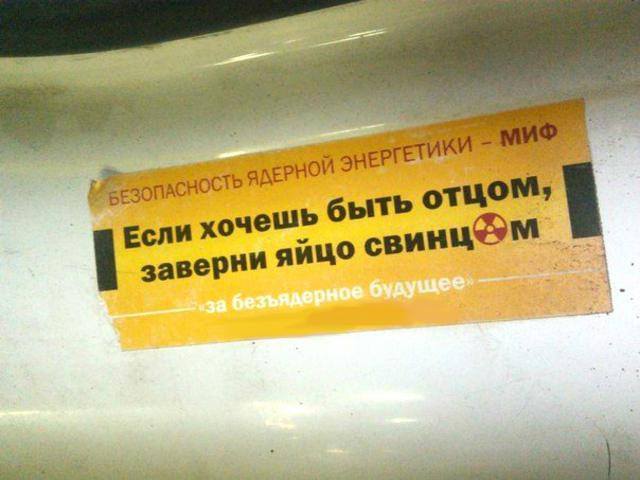 БЕЗОПАСНОСТЬ ЯДЕРНОЙ ЭНЕРГЕТИКИ – МИФ
Если хочешь быть отцом,
заверни яйцо свинцом
«за безъядерное будущее»